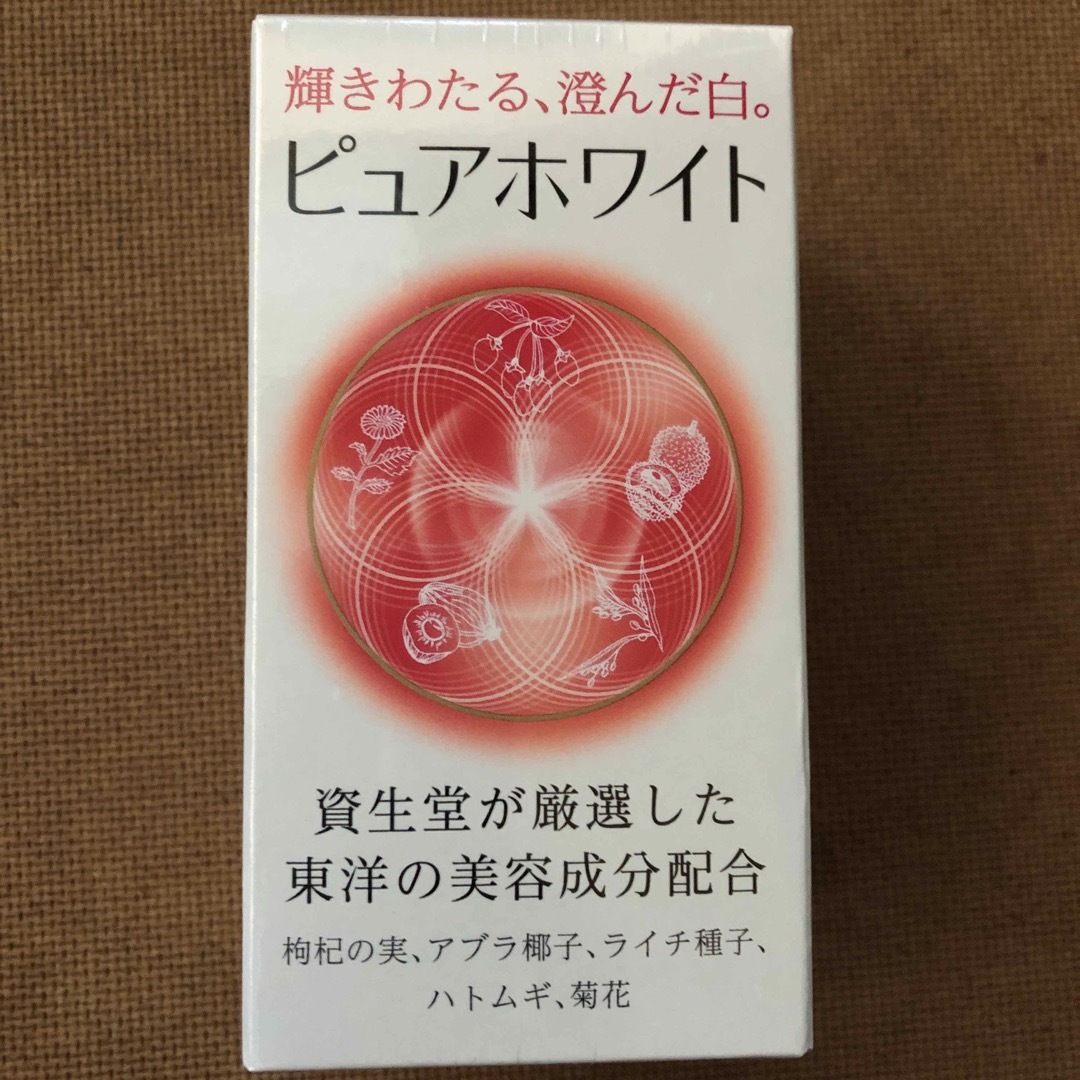 輝きわたる、澄んだ白。
ピュアホワイト
資生堂が厳選した
東洋の美容成分配合
枸杞の実、アブラ椰子、ライチ種子、
ハトムギ、菊花